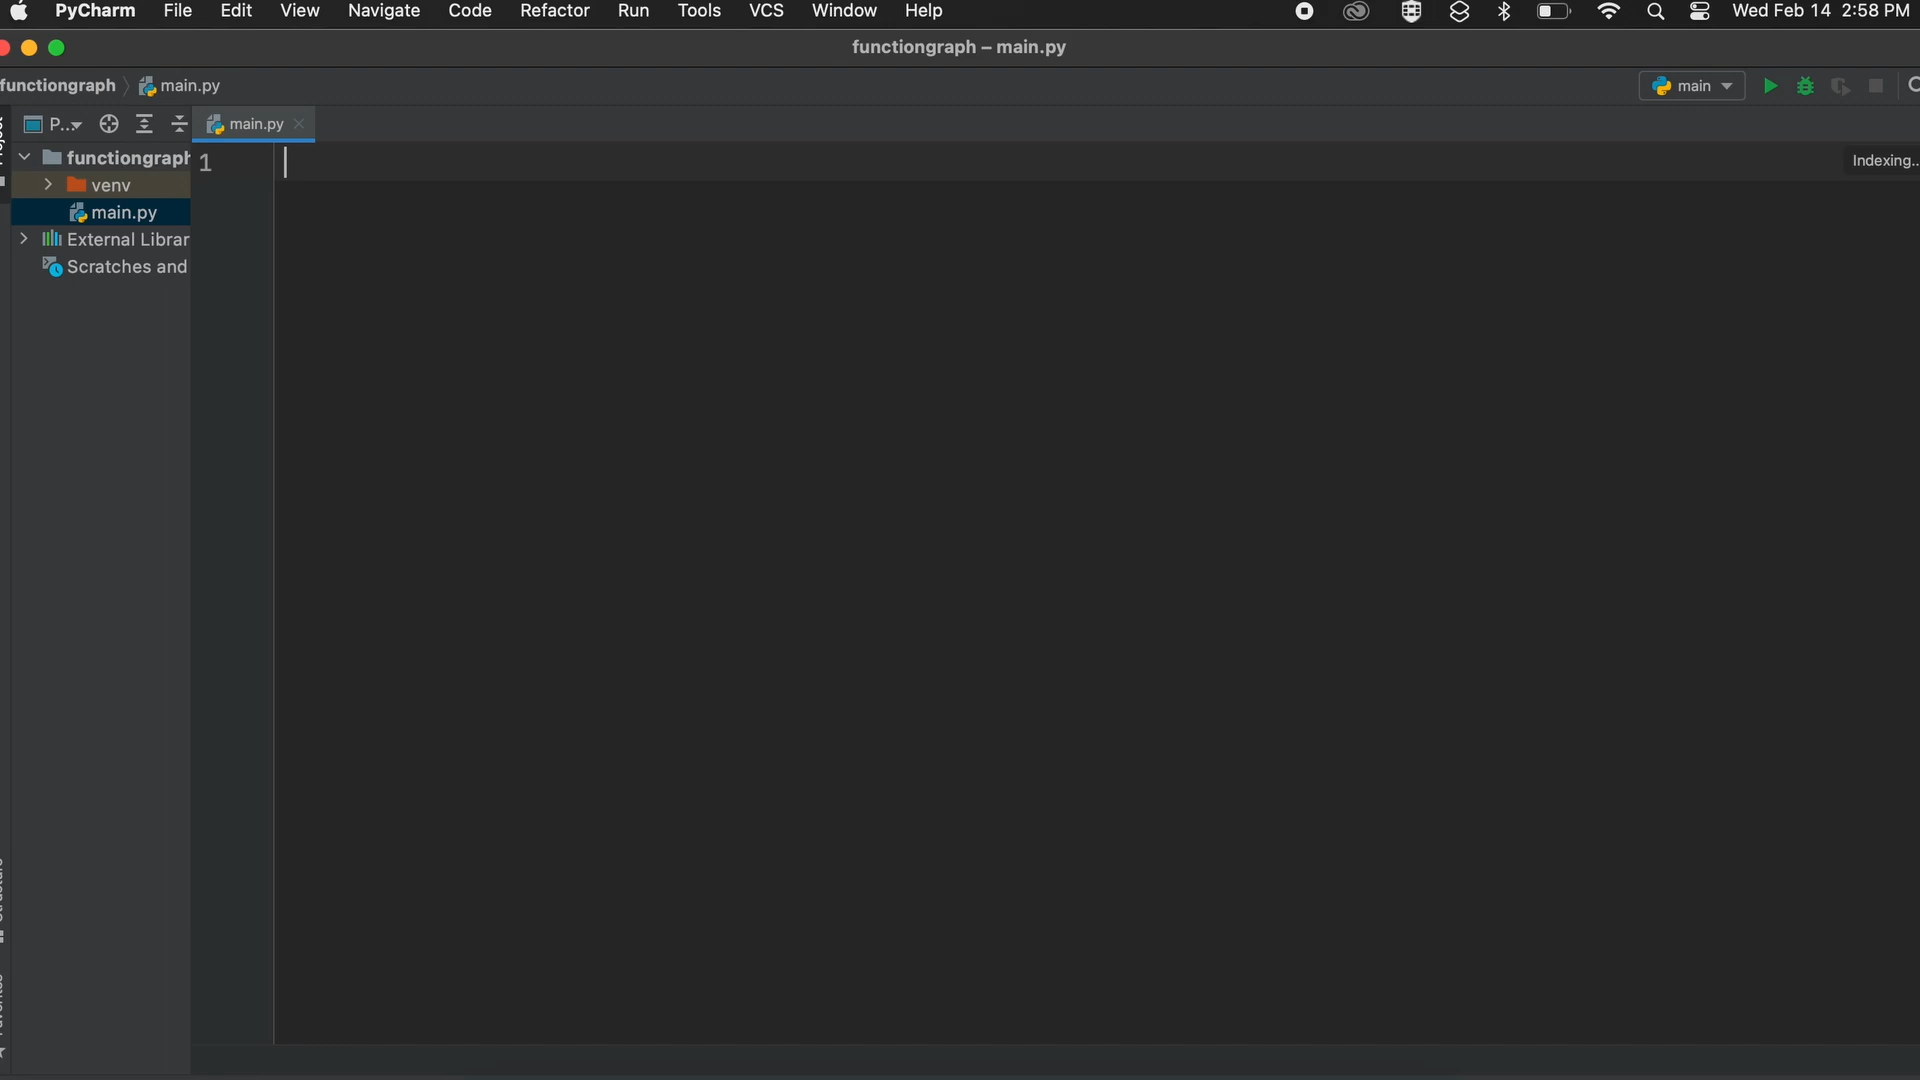 PyCharm File Edit View Navigate Code Refactor Run Tools VCS Window Help Wed Feb 14 2:58 PM
functiongraph – main.py
functiongraph main.py main
P... main.py
functiongraph 1 Indexing..
venv
main.py
External Librar
Scratches and